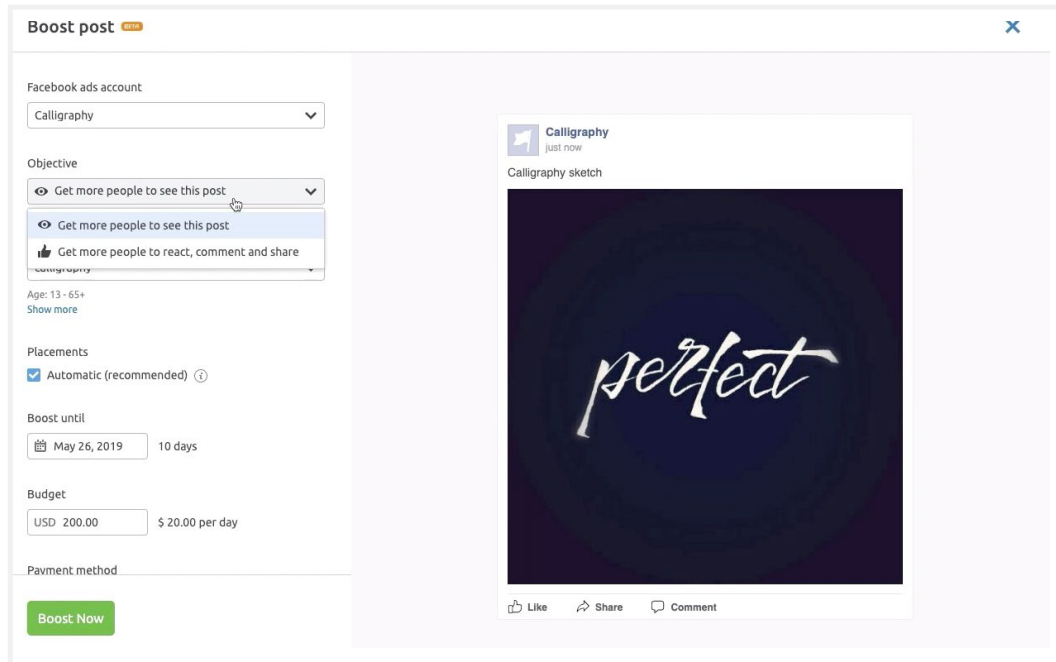 Boost post BETA
Facebook ads account
Calligraphy
Objective
Get more people to see this post
Get more people to see this post
Get more people to react, comment and share
calligraphy
Age: 13 - 65+
Show more
Placements
Automatic (recommended)
Boost until
May 26, 2019 10 days
Budget
USD 200.00 $ 20.00 per day
Payment method
Boost Now
Calligraphy
just now
Calligraphy sketch
perfect
Like Share Comment